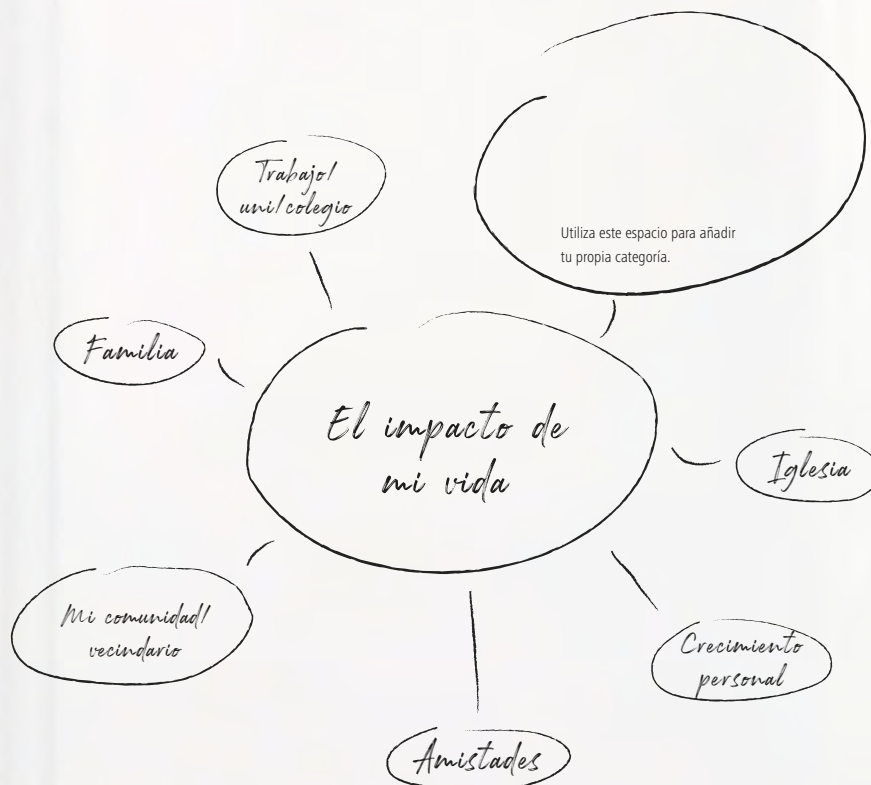 Trabajo/
uni/colegio
Utiliza este espacio para añadir
tu propia categoría.
Familia
El impacto de
mi vida
Iglesia
Mi comunidad/
vecindario
Crecimiento
personal
Amistades